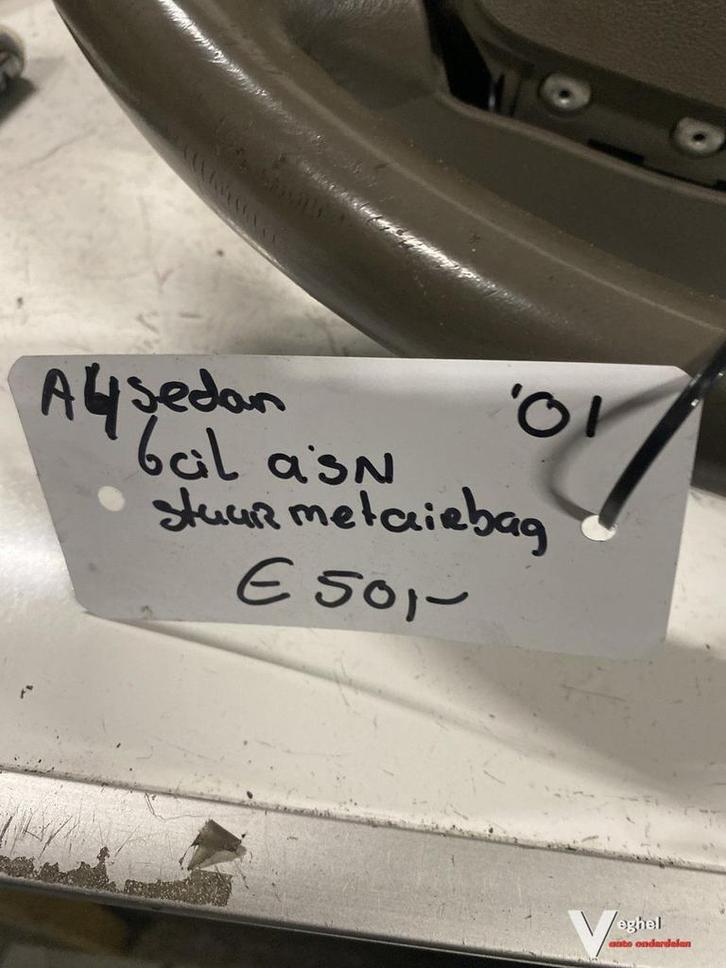 A4 sedan '01
6cil ASN
stuur met airbag
€ 50,-
Veghel
auto onderdelen